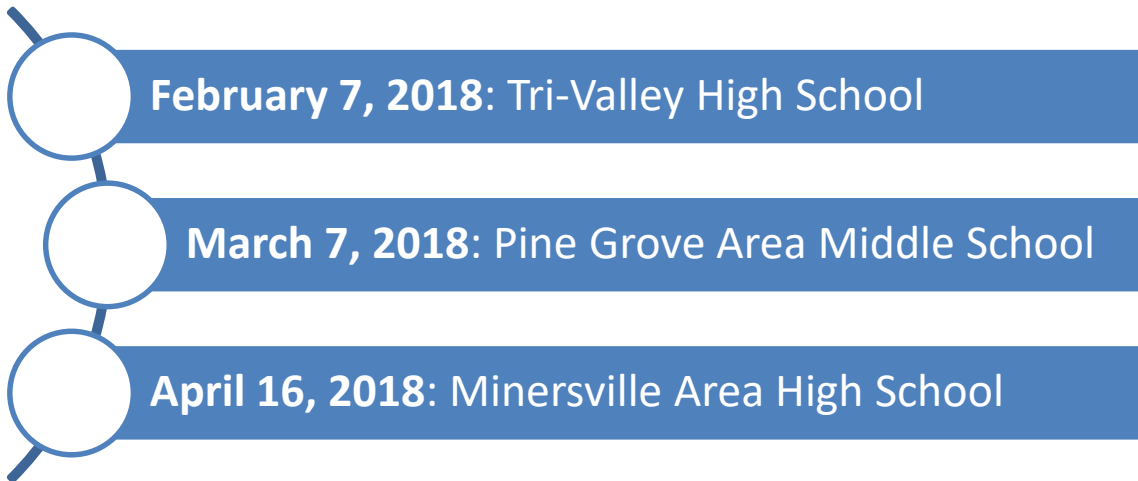 February 7, 2018: Tri-Valley High School
March 7, 2018: Pine Grove Area Middle School
April 16, 2018: Minersville Area High School